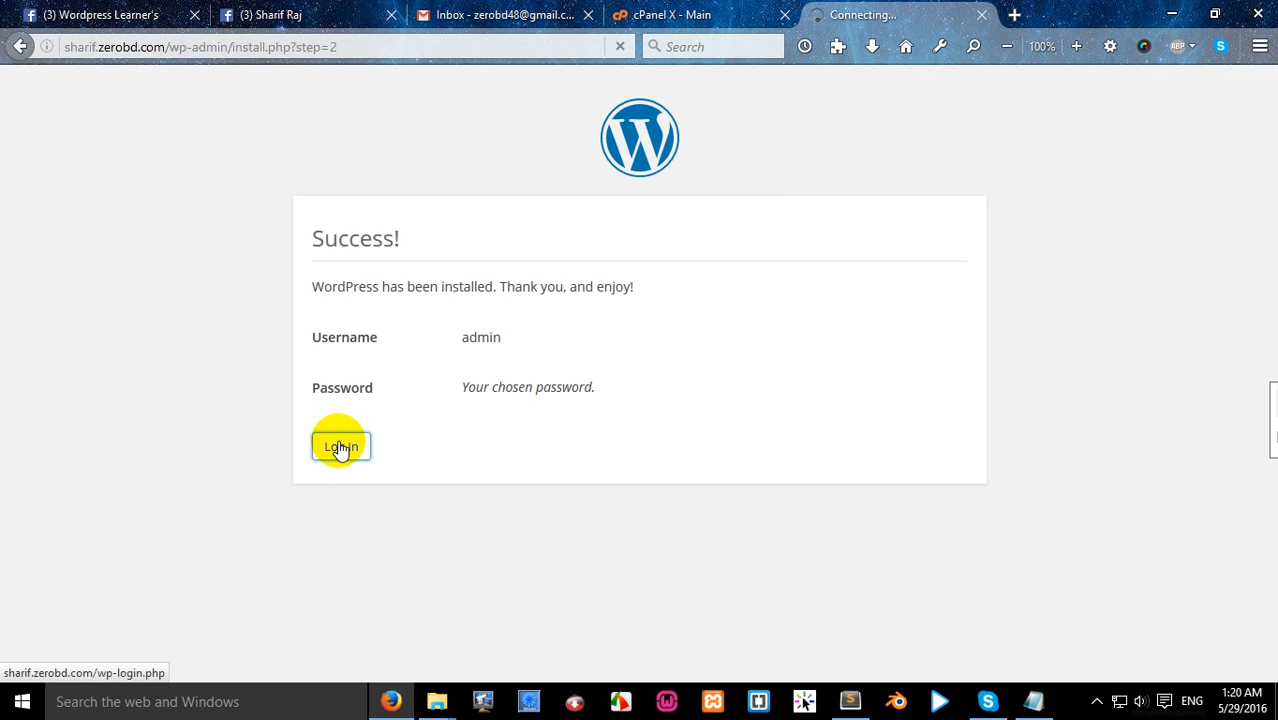 (3) Wordpress Learner's
(3) Sharif Raj
Inbox - zerobd48@gmail.c...
cPanel X - Main
Connecting...
sharif.zerobd.com/wp-admin/install.php?step=2
Search
100%
ABP
Success!
WordPress has been installed. Thank you, and enjoy!
Username admin
Password Your chosen password.
Log In
sharif.zerobd.com/wp-login.php
Search the web and Windows
ENG
1:20 AM
5/29/2016